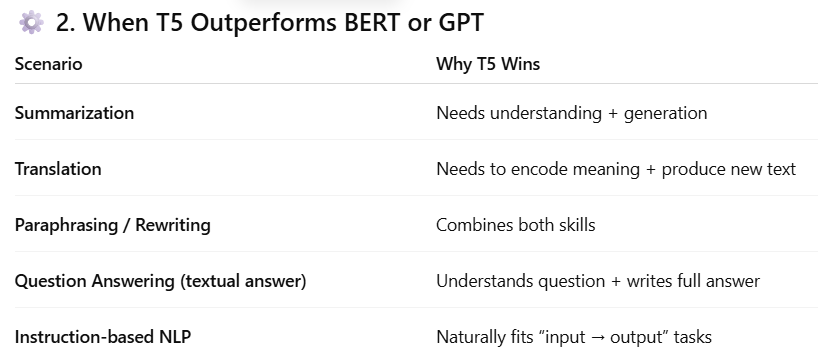 2. When T5 Outperforms BERT or GPT
Scenario Why T5 Wins
Summarization Needs understanding + generation
Translation Needs to encode meaning + produce new text
Paraphrasing / Rewriting Combines both skills
Question Answering (textual answer) Understands question + writes full answer
Instruction-based NLP Naturally fits “input → output” tasks